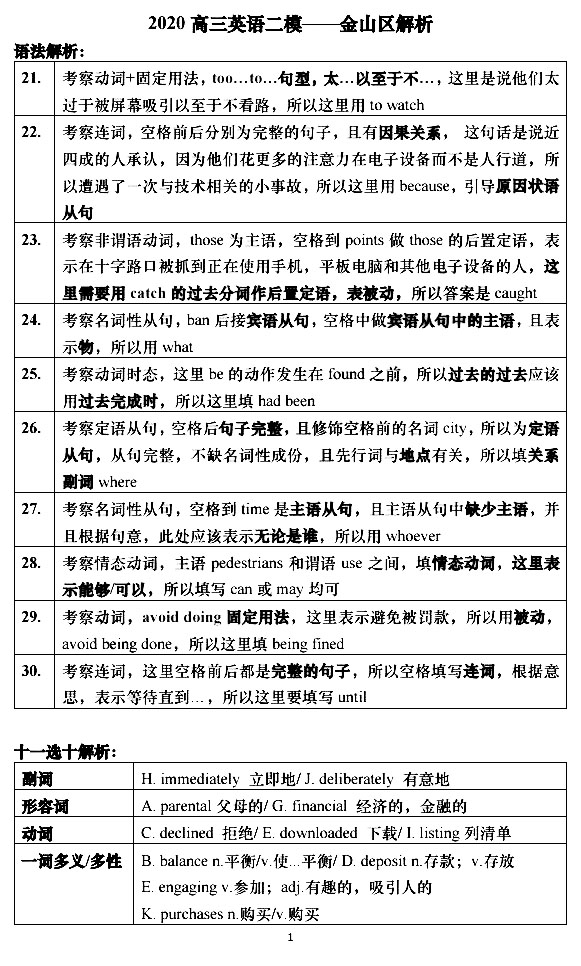 2020 高三英语二模——金山区解析
语法解析：
21. 考察动词+固定用法，too…to…句型，太…以至于不…，这里是说他们太
过于被屏幕吸引以至于不看路，所以这里用 to watch
22. 考察连词，空格前后分别为完整的句子，且有因果关系， 这句话是说近
四成的人承认，因为他们花更多的注意力在电子设备而不是人行道，所
以遭遇了一次与技术相关的小事故，所以这里用 because，引导原因状语
从句
23. 考察非谓语动词，those 为主语，空格到 points 做 those 的后置定语，表
示在十字路口被抓到正在使用手机，平板电脑和其他电子设备的人，这
里需要用 catch 的过去分词作后置定语，表被动，所以答案是 caught
24. 考察名词性从句，ban 后接宾语从句，空格中做宾语从句中的主语，且表
示物，所以用 what
25. 考察动词时态，这里 be 的动作发生在 found 之前，所以过去的过去应该
用过去完成时，所以这里填 had been
26. 考察定语从句，空格后句子完整，且修饰空格前的名词 city，所以为定语
从句，从句完整，不缺名词性成份，且先行词与地点有关，所以填关系
副词 where
27. 考察名词性从句，空格到 time 是主语从句，且主语从句中缺少主语，并
且根据句意，此处应该表示无论是谁，所以用 whoever
28. 考察情态动词，主语 pedestrians 和谓语 use 之间，填情态动词，这里表
示能够/可以，所以填写 can 或 may 均可
29. 考察动词，avoid doing 固定用法，这里表示避免被罚款，所以用被动，
avoid being done，所以这里填 being fined
30. 考察连词，这里空格前后都是完整的句子，所以空格填写连词，根据意
思，表示等待直到…，所以这里要填写 until
十一选十解析：
副词 H. immediately 立即地/ J. deliberately 有意地
形容词 A. parental 父母的/ G. financial 经济的，金融的
动词 C. declined 拒绝/ E. downloaded 下载/ I. listing 列清单
一词多义/多性 B. balance n.平衡/v.使…平衡/ D. deposit n.存款；v.存放
E. engaging v.参加；adj.有趣的，吸引人的
K. purchases n.购买/v.购买
1